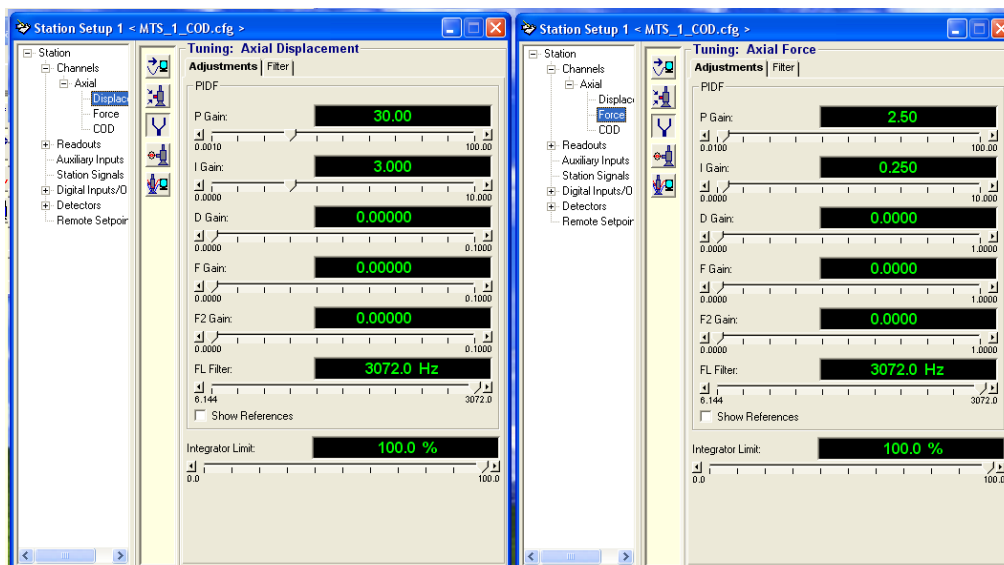 Station Setup 1 < MTS_1_COD.cfg >
Station
Channels
Axial
Displace
Force
COD
Readouts
Auxiliary Inputs
Station Signals
Digital Inputs/O
Detectors
Remote Setpoin
Tuning: Axial Displacement
Adjustments Filter
PIDF
P Gain: 30.00
0.0010 100.00
I Gain: 3.000
0.0000 10.000
D Gain: 0.00000
0.0000 0.1000
F Gain: 0.00000
0.0000 0.1000
F2 Gain: 0.00000
0.0000 0.1000
FL Filter: 3072.0 Hz
6.144 3072.0
Show References
Integrator Limit: 100.0 %
0.0 100.0
Station Setup 1 < MTS_1_COD.cfg >
Station
Channels
Axial
Displace
Force
COD
Readouts
Auxiliary Inputs
Station Signals
Digital Inputs/O
Detectors
Remote Setpoin
Tuning: Axial Force
Adjustments Filter
PIDF
P Gain: 2.50
0.0100 100.00
I Gain: 0.250
0.0000 10.000
D Gain: 0.0000
0.0000 1.0000
F Gain: 0.0000
0.0000 1.0000
F2 Gain: 0.0000
0.0000 1.0000
FL Filter: 3072.0 Hz
6.144 3072.0
Show References
Integrator Limit: 100.0 %
0.0 100.0